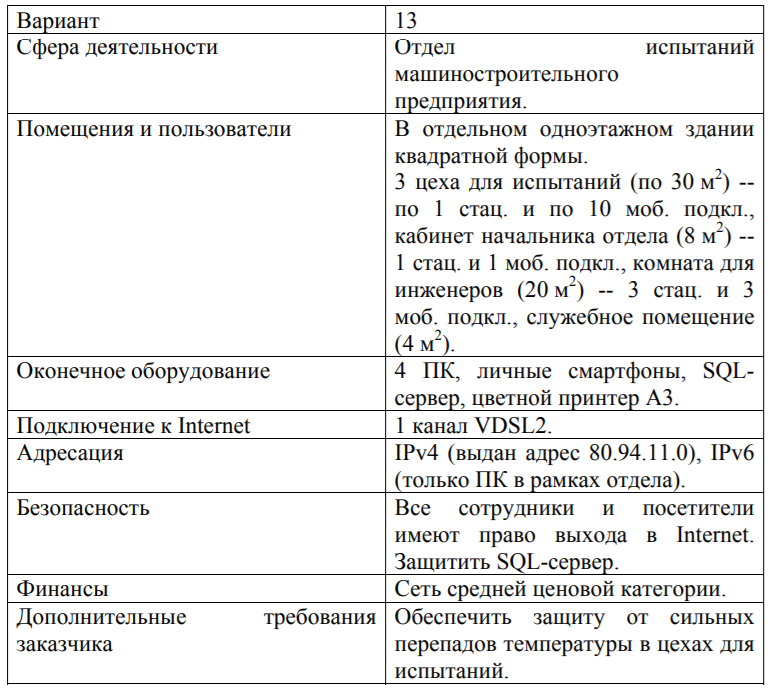 Вариант
13
Сфера деятельности
Отдел испытаний
машиностроительного
предприятия.
Помещения и пользователи
В отдельном одноэтажном здании
квадратной формы.
3 цеха для испытаний (по 30 м²) --
по 1 стац. и по 10 моб. подкл.,
кабинет начальника отдела (8 м²) --
1 стац. и 1 моб. подкл., комната для
инженеров (20 м²) -- 3 стац. и 3
моб. подкл., служебное помещение
(4 м²).
Оконечное оборудование
4 ПК, личные смартфоны, SQL-
сервер, цветной принтер А3.
Подключение к Internet
1 канал VDSL2.
Адресация
IPv4 (выдан адрес 80.94.11.0), IPv6
(только ПК в рамках отдела).
Безопасность
Все сотрудники и посетители
имеют право выхода в Internet.
Защитить SQL-сервер.
Финансы
Сеть средней ценовой категории.
Дополнительные требования
заказчика
Обеспечить защиту от сильных
перепадов температуры в цехах для
испытаний.